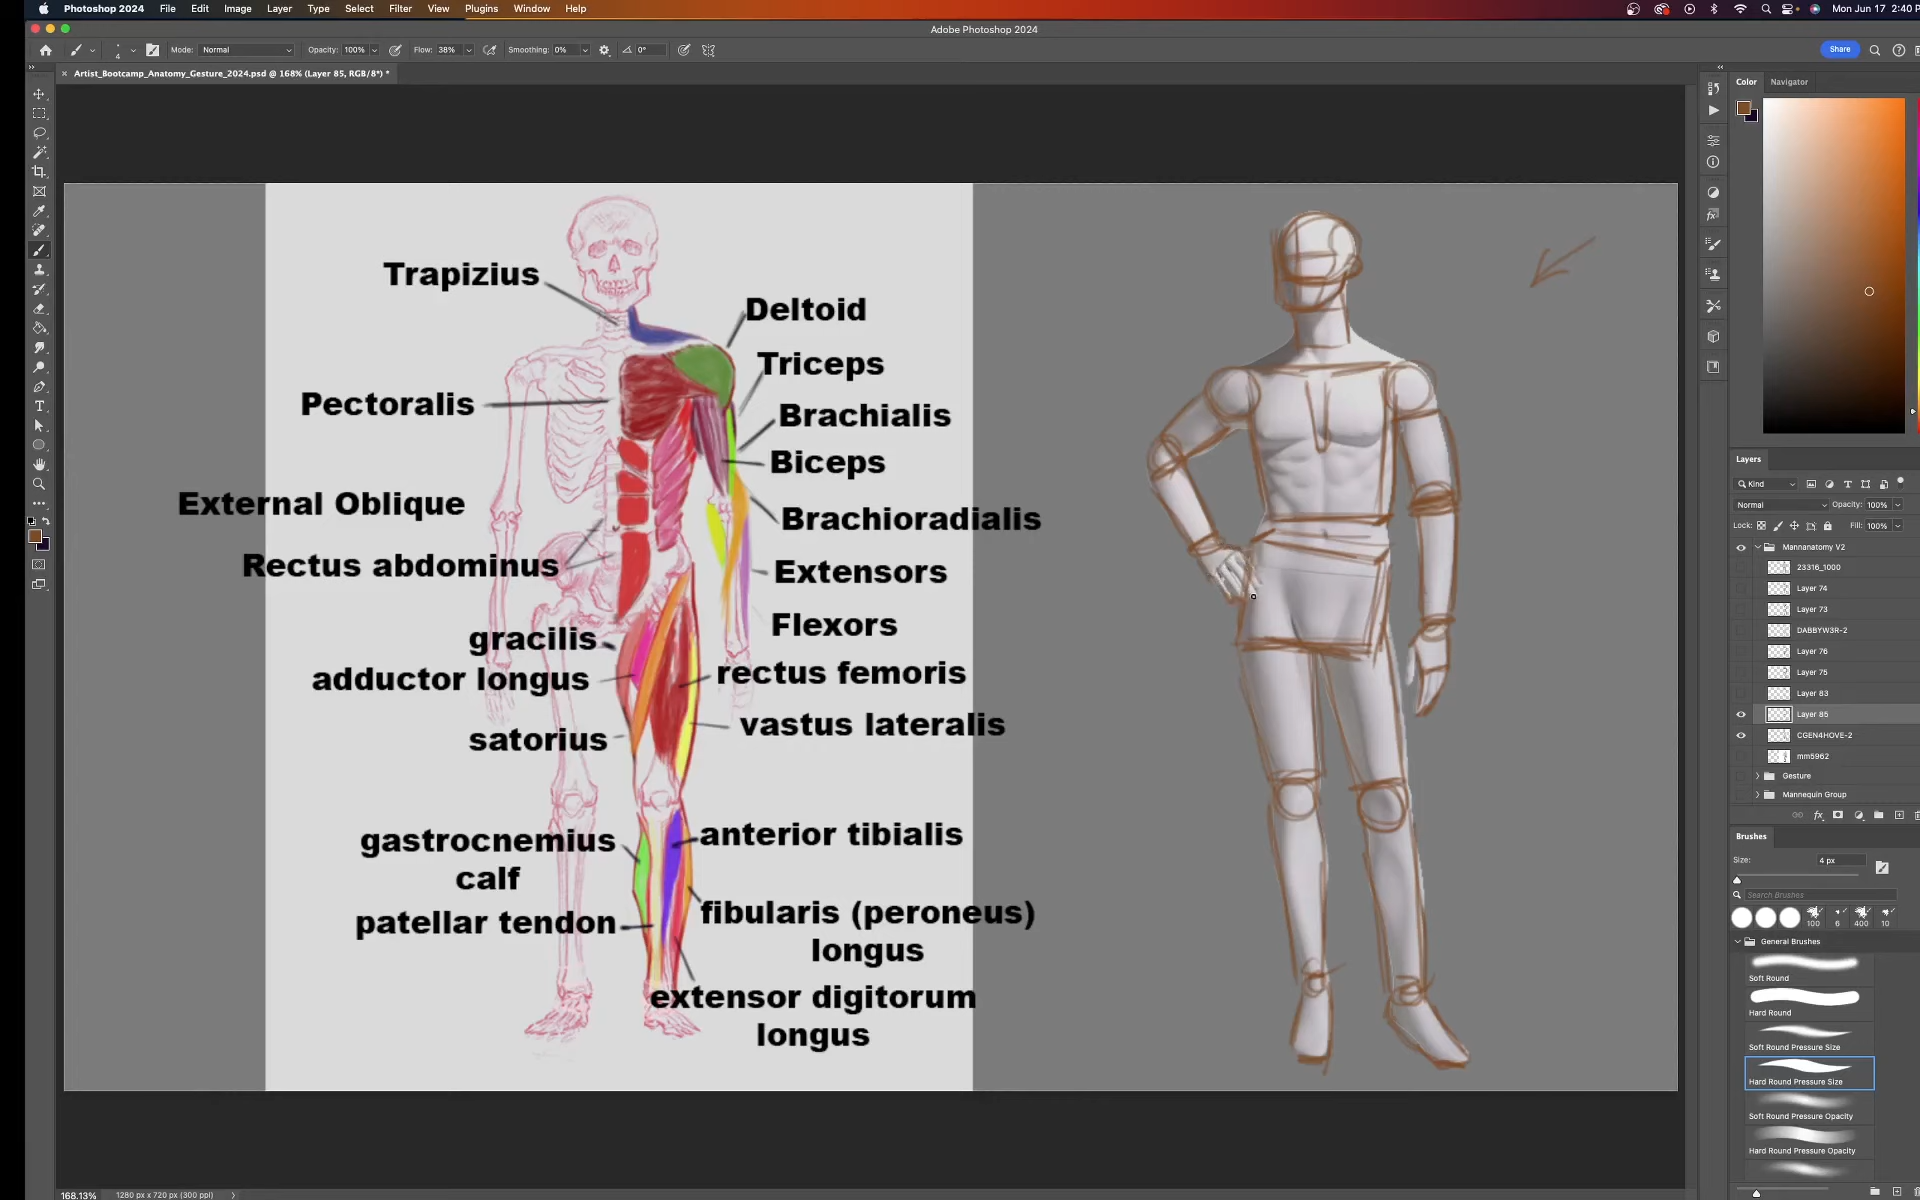 Photoshop 2024 File Edit Image Layer Type Select Filter View Plugins Window Help Mon Jun 17 2:40 P
Adobe Photoshop 2024
Mode: Normal Opacity: 100% Flow: 38% Smoothing: 0% 0° Share
Artist_Bootcamp_Anatomy_Gesture_2024.psd @ 168% (Layer 85, RGB/8*) *
Trapizius
Deltoid
Triceps
Pectoralis
Brachialis
Biceps
External Oblique
Brachioradialis
Rectus abdominus
Extensors
Flexors
gracilis
rectus femoris
adductor longus
vastus lateralis
satorius
anterior tibialis
gastrocnemius
calf
patellar tendon
fibularis (peroneus)
longus
extensor digitorum
longus
168.13% 1280 px x 720 px (300 ppi)
Color Navigator
Layers
Kind
Normal Opacity: 100%
Lock: Fill: 100%
Mannanatomy V2
23316_1000
Layer 74
Layer 73
DABBYW3R-2
Layer 76
Layer 75
Layer 83
Layer 85
CGEN4HOVE-2
mm5962
Gesture
Mannequin Group
Brushes
Size: 4 px
Search Brushes
100 6 400 10
General Brushes
Soft Round
Hard Round
Soft Round Pressure Size
Hard Round Pressure Size
Soft Round Pressure Opacity
Hard Round Pressure Opacity